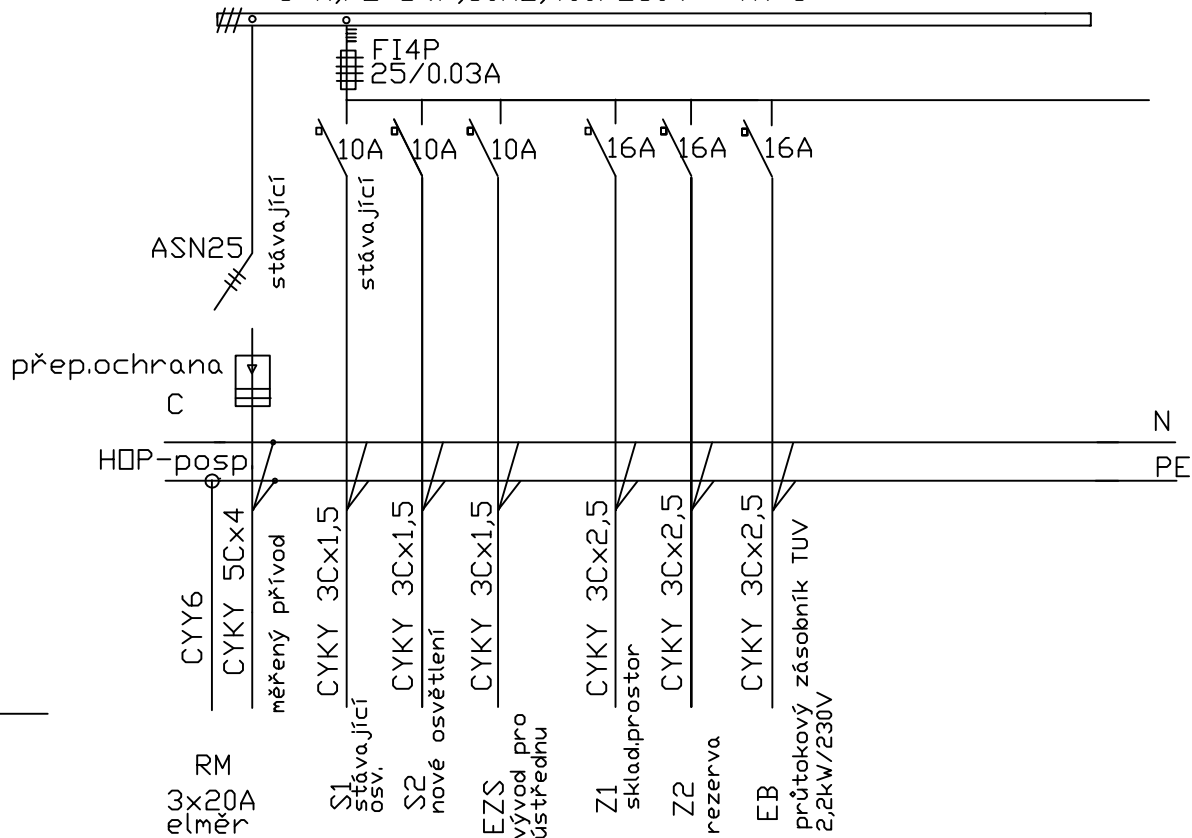 FI4P
25/0.03A
10A
10A
10A
16A
16A
16A
stávající
stávající
ASN25
přep.ochrana
C
N
HOP-posp
PE
CYY6
CYKY 5Cx4
měřený přívod
CYKY 3Cx1,5
CYKY 3Cx1,5
CYKY 3Cx1,5
CYKY 3Cx2,5
CYKY 3Cx2,5
CYKY 3Cx2,5
RM
3x20A
elměr
S1
stávající
osv.
S2
nové osvětlení
EZS
vývod pro
ústřednu
Z1
sklad.prostor
Z2
rezerva
EB
průtokový zásobník TUV
2,2kW/230V